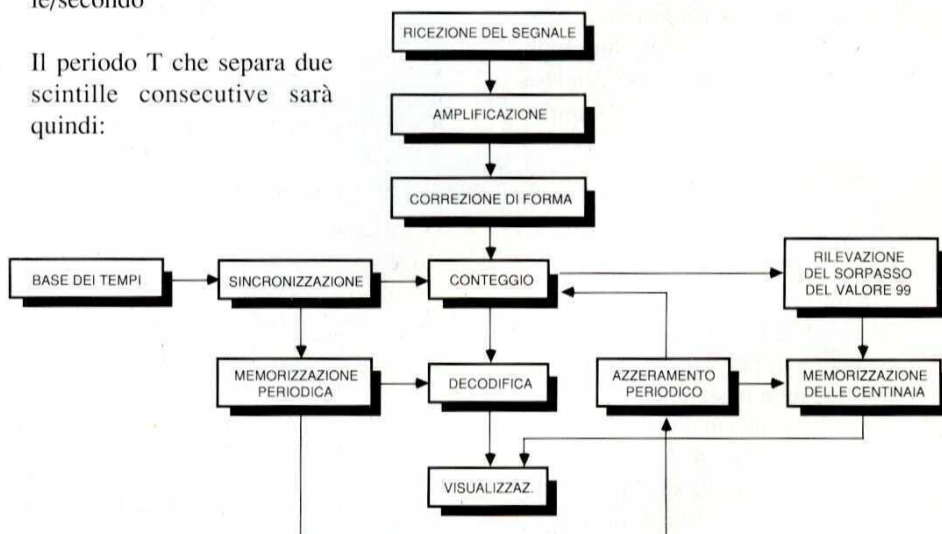 le/secondo
Il periodo T che separa due
scintille consecutive sarà
quindi:
RICEZIONE DEL SEGNALE
AMPLIFICAZIONE
CORREZIONE DI FORMA
BASE DEI TEMPI
SINCRONIZZAZIONE
CONTEGGIO
RILEVAZIONE
DEL SORPASSO
DEL VALORE 99
MEMORIZZAZIONE
PERIODICA
DECODIFICA
AZZERAMENTO
PERIODICO
MEMORIZZAZIONE
DELLE CENTINAIA
VISUALIZZAZ.